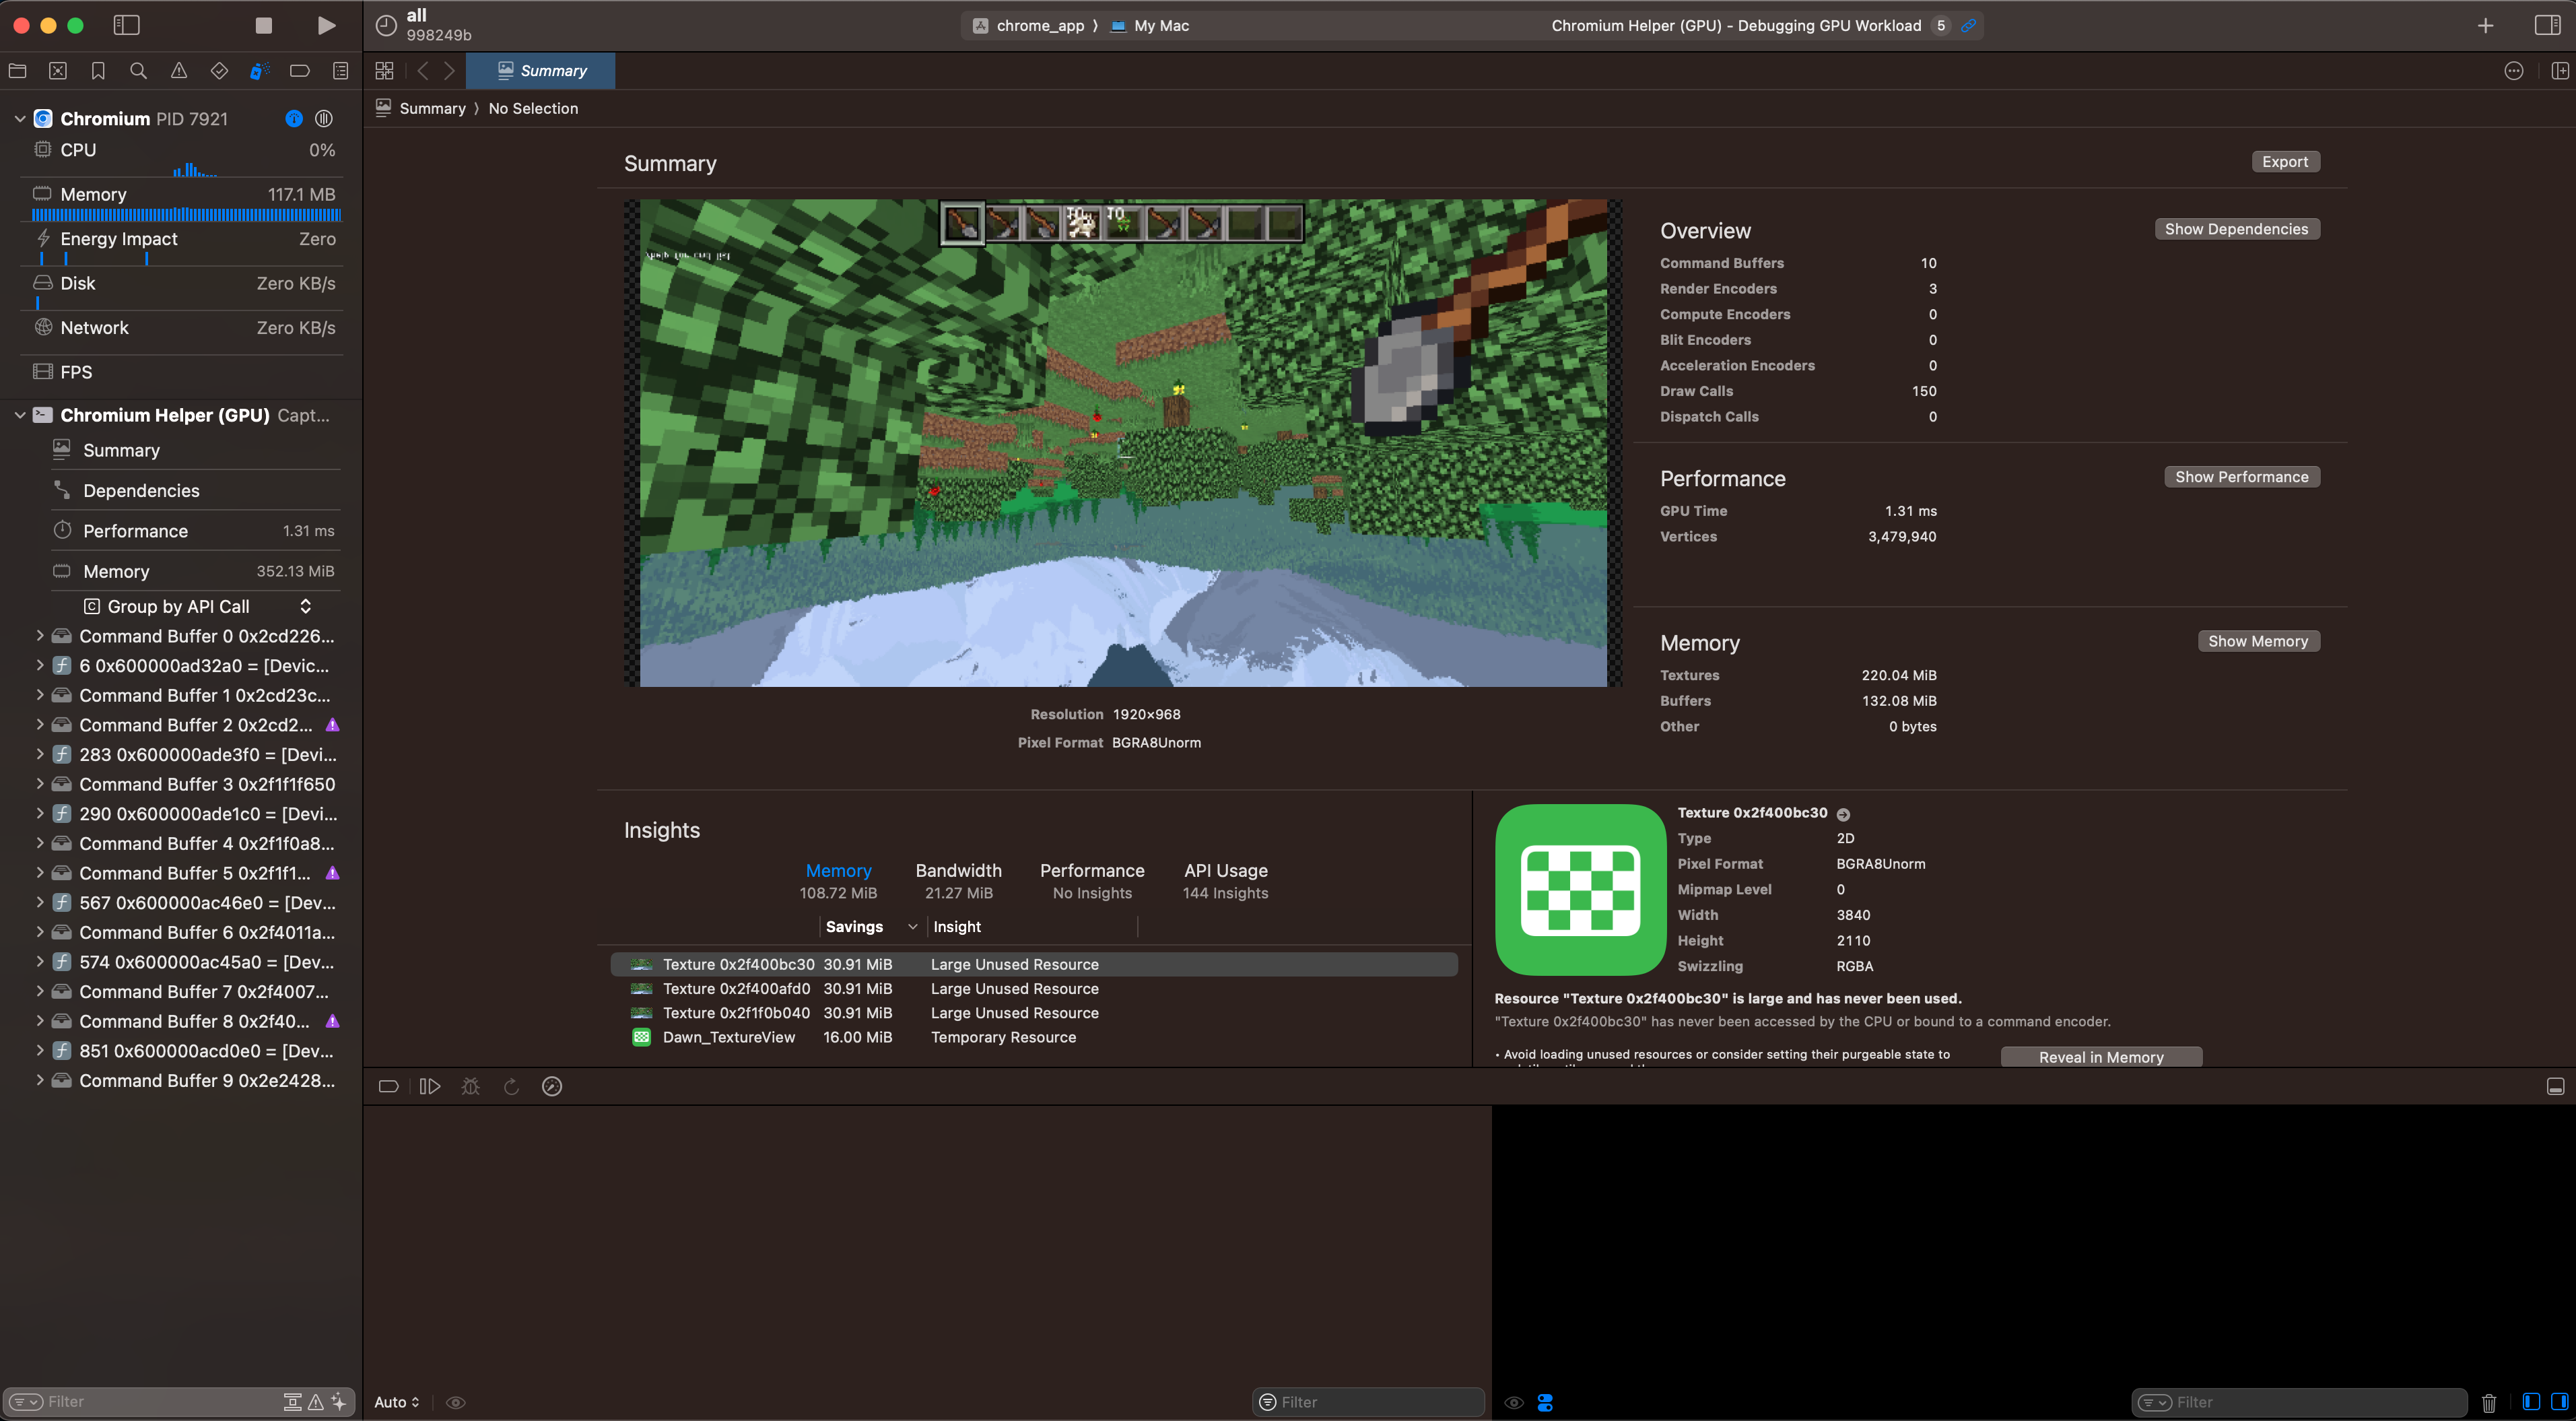 all
998249b
chrome_app 〉 My Mac
Chromium Helper (GPU) - Debugging GPU Workload 5
Summary
Summary 〉 No Selection
Chromium PID 7921
CPU 0%
Memory 117.1 MB
Energy Impact Zero
Disk Zero KB/s
Network Zero KB/s
FPS
Chromium Helper (GPU) Capt...
Summary
Dependencies
Performance 1.31 ms
Memory 352.13 MiB
Group by API Call
Command Buffer 0 0x2cd226...
6 0x600000ad32a0 = [Devic...
Command Buffer 1 0x2cd23c...
Command Buffer 2 0x2cd2...
283 0x600000ade3f0 = [Devi...
Command Buffer 3 0x2f1f1f650
290 0x600000ade1c0 = [Devi...
Command Buffer 4 0x2f1f0a8...
Command Buffer 5 0x2f1f1...
567 0x600000ac46e0 = [Dev...
Command Buffer 6 0x2f4011a...
574 0x600000ac45a0 = [Dev...
Command Buffer 7 0x2f4007...
Command Buffer 8 0x2f40...
851 0x600000acd0e0 = [Dev...
Command Buffer 9 0x2e2428...
Filter
Summary
Export
10 10
Resolution 1920×968
Pixel Format BGRA8Unorm
Overview
Show Dependencies
Command Buffers 10
Render Encoders 3
Compute Encoders 0
Blit Encoders 0
Acceleration Encoders 0
Draw Calls 150
Dispatch Calls 0
Performance
Show Performance
GPU Time 1.31 ms
Vertices 3,479,940
Memory
Show Memory
Textures 220.04 MiB
Buffers 132.08 MiB
Other 0 bytes
Insights
Memory Bandwidth Performance API Usage
108.72 MiB 21.27 MiB No Insights 144 Insights
Savings Insight
Texture 0x2f400bc30 30.91 MiB Large Unused Resource
Texture 0x2f400afd0 30.91 MiB Large Unused Resource
Texture 0x2f1f0b040 30.91 MiB Large Unused Resource
Dawn_TextureView 16.00 MiB Temporary Resource
Texture 0x2f400bc30
Type 2D
Pixel Format BGRA8Unorm
Mipmap Level 0
Width 3840
Height 2110
Swizzling RGBA
Resource "Texture 0x2f400bc30" is large and has never been used.
"Texture 0x2f400bc30" has never been accessed by the CPU or bound to a command encoder.
• Avoid loading unused resources or consider setting their purgeable state to
Reveal in Memory
Auto
Filter
Filter